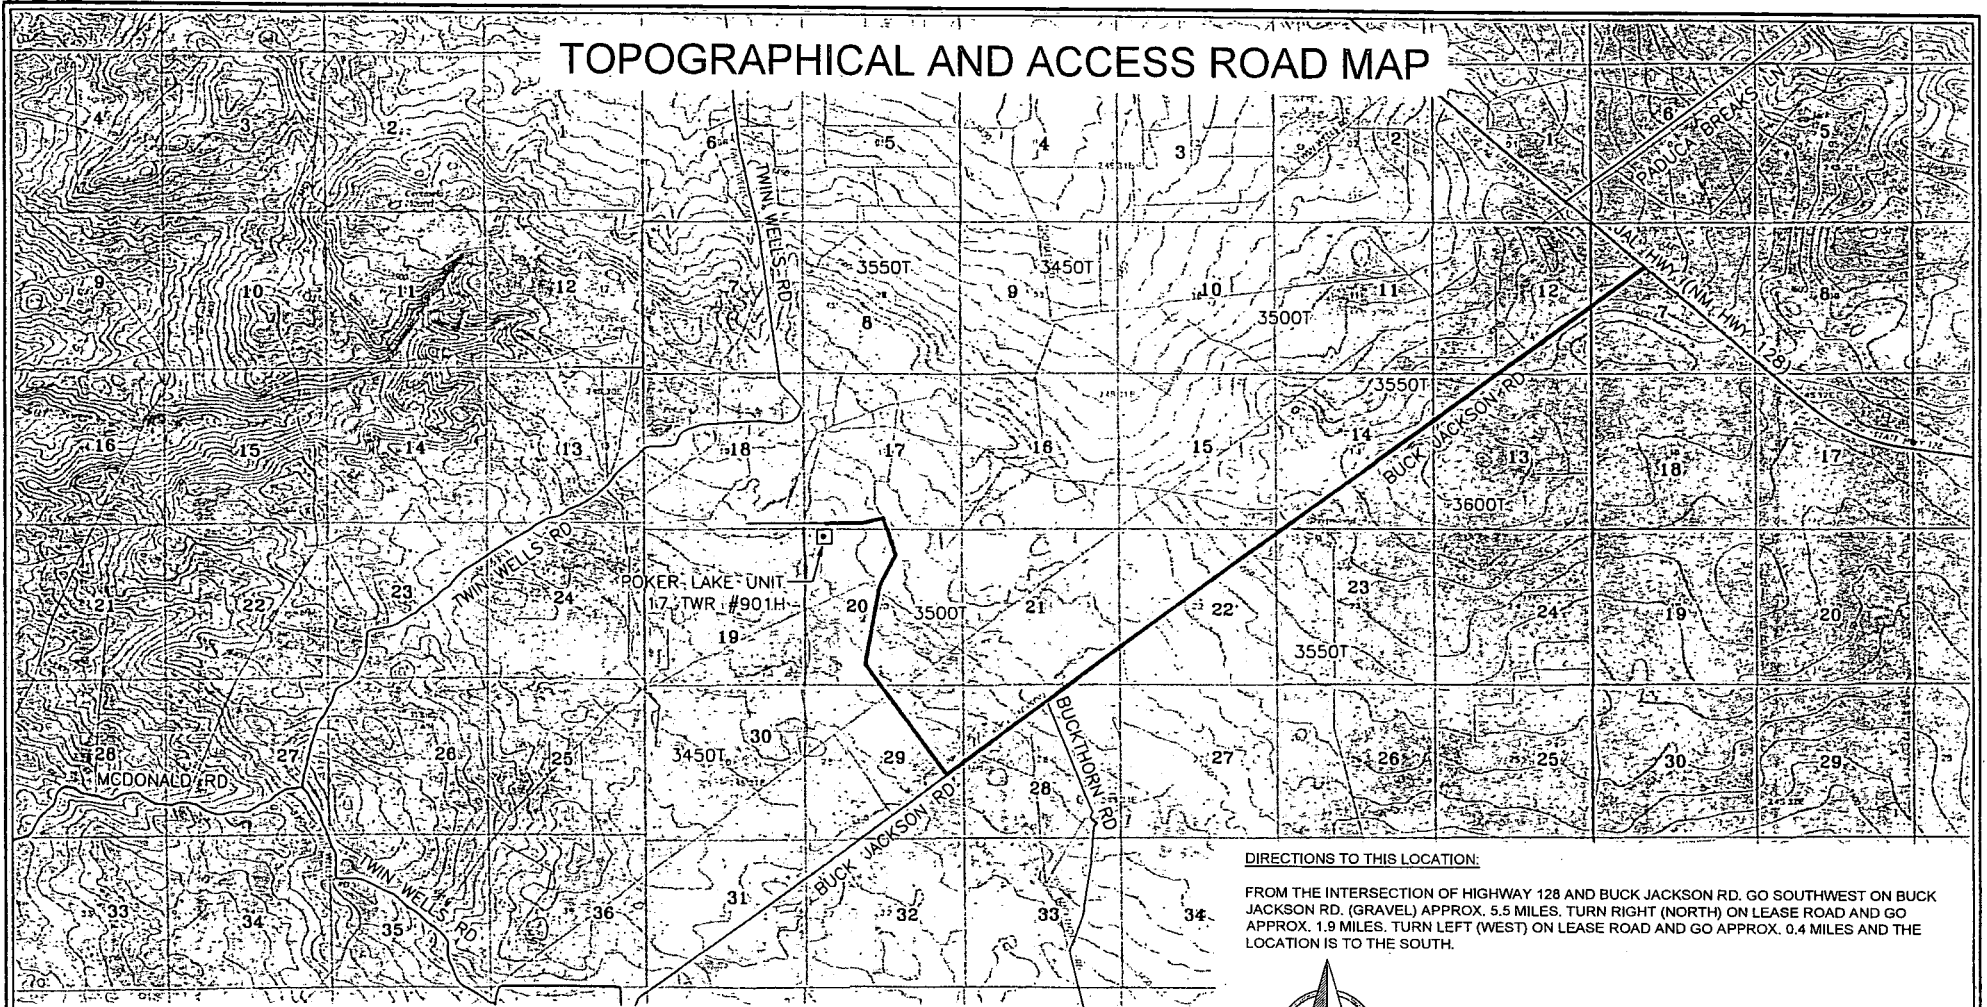 TOPOGRAPHICAL AND ACCESS ROAD MAP
4 3 2 1 6 5 4 3 2 1 6 5
PADUCA BREAKS
TWIN WELLS RD
JAL HWY (NM HWY 128)
3550T 3450T
9 10 11 12 7 8 9 10 11 12 7 8
3500T
3550T
BUCK JACKSON RD
16 15 14 13 18 17 16 15 14 13 18 17
3600T
TWIN WELLS RD
POKER LAKE UNIT
17 TWR #901H
21 22 23 24 19 20 21 22 23 24 19 20
3500T
3550T
BUCKTHORN RD
28 27 26 25 30 29 28 27 26 25 30 29
3450T
MCDONALD RD
BUCK JACKSON RD
TWIN WELLS RD
33 34 35 36 31 32 33 34
DIRECTIONS TO THIS LOCATION:
FROM THE INTERSECTION OF HIGHWAY 128 AND BUCK JACKSON RD. GO SOUTHWEST ON BUCK
JACKSON RD. (GRAVEL) APPROX. 5.5 MILES. TURN RIGHT (NORTH) ON LEASE ROAD AND GO
APPROX. 1.9 MILES. TURN LEFT (WEST) ON LEASE ROAD AND GO APPROX. 0.4 MILES AND THE
LOCATION IS TO THE SOUTH.